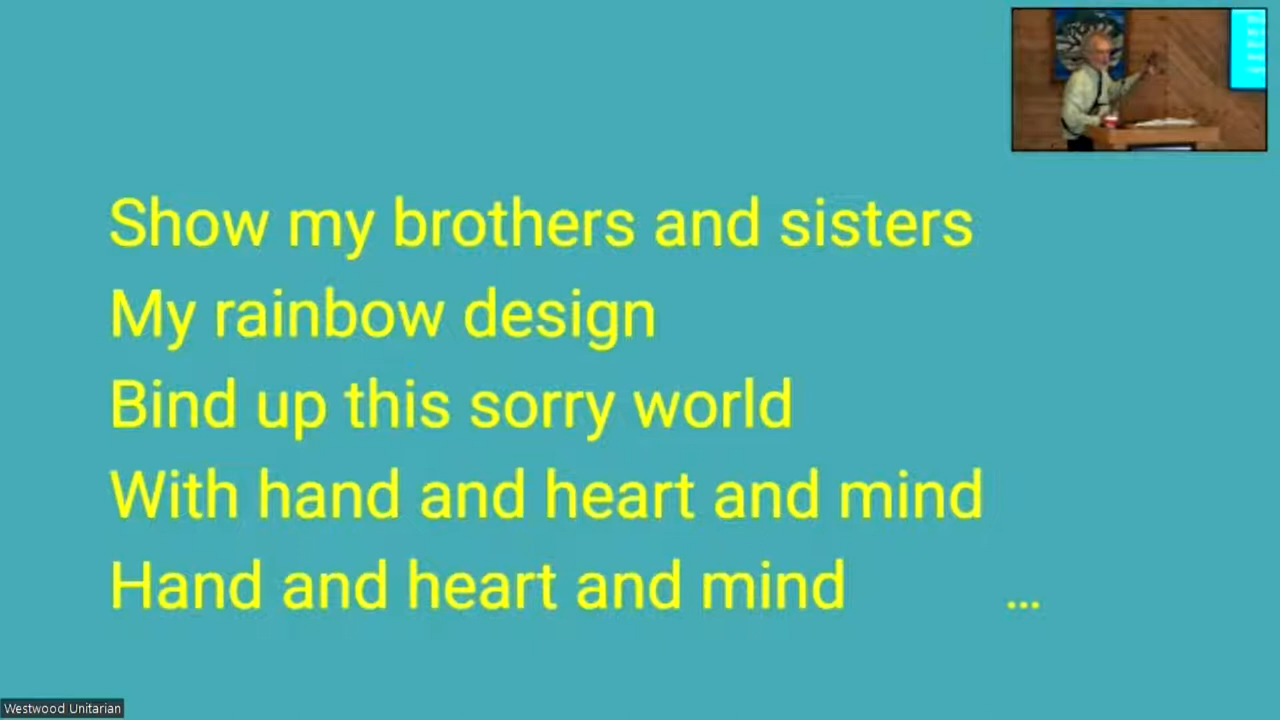 Show my brothers and sisters
My rainbow design
Bind up this sorry world
With hand and heart and mind
Hand and heart and mind ...
Westwood Unitarian